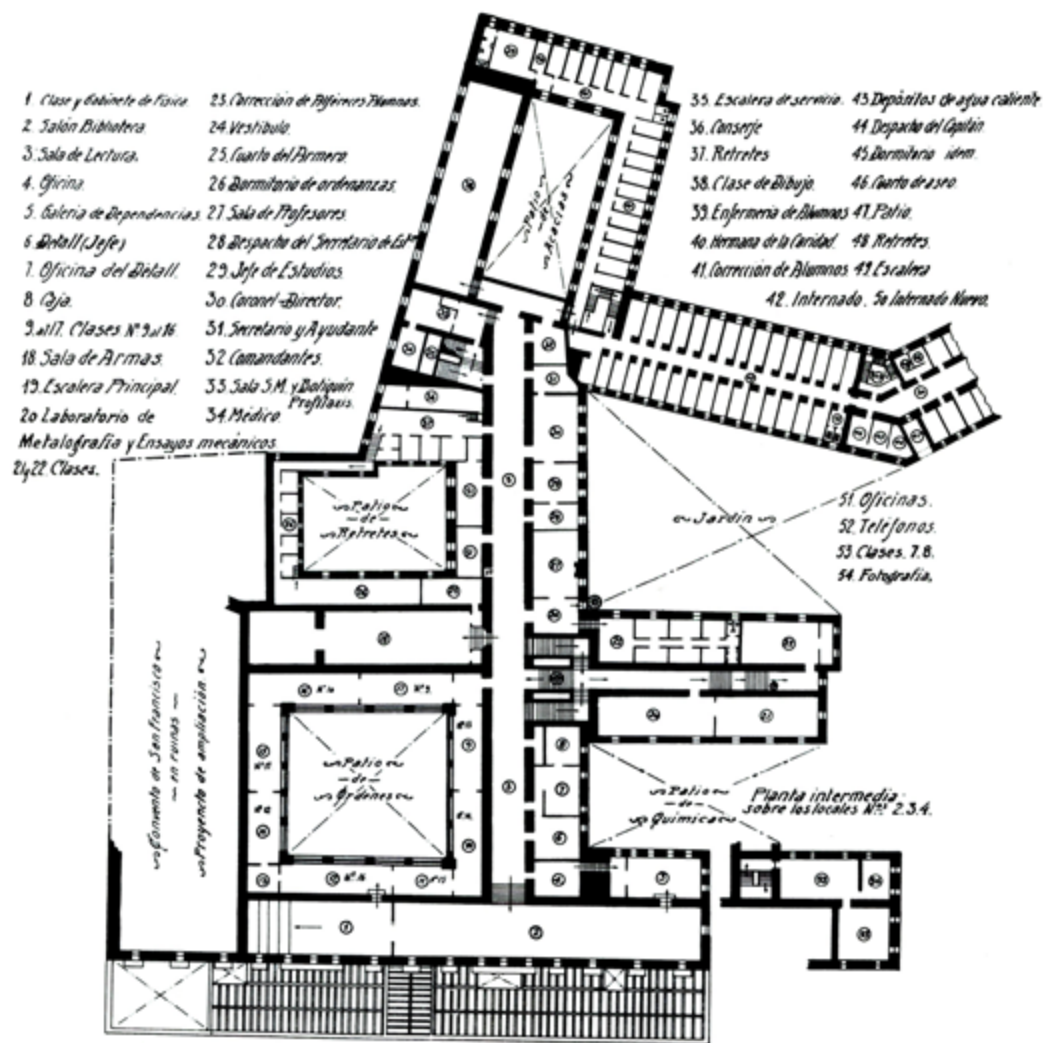 1. Clase y Gabinete de Física.
2. Salón Biblioteca.
3. Sala de Lectura.
4. Oficina.
5. Galeria de Dependencias.
6 Detall (Jefe)
7. Oficina del Detall.
8 Caja.
9 al 17. Clases Nº 9 al 16.
18. Sala de Armas.
19. Escalera Principal.
20 Laboratorio de
Metalografía y Ensayos mecánicos.
21 y 22. Clases.
23. Corrección de Alféreces Alumnos.
24. Vestíbulo.
25. Cuarto del Armero.
26 Dormitorio de ordenanzas.
27. Sala de Profesores.
28 Despacho del Secretario de
29. Jefe de Estudios.
30. Coronel-Director.
31. Secretario y Ayudante
32 Comandantes.
33 Sala S.M. y Botiquín
Profilaxis.
34. Médico.
35. Escalera de servicio.
36. Conserje
37. Retretes
38. Clase de Dibujo.
39. Enfermeria de Alumnos
40. Hermana de la Caridad.
41. Corrección de Alumnos
42. Internado.
43. Depósitos de agua caliente.
44. Despacho del Capitán.
45. Dormitorio idem.
46. Cuarto de aseo.
47. Patio.
48. Retretes.
49. Escalera
50 Internado Nuevo.
51. Oficinas.
52. Teléfonos.
53. Clases. 7.8.
54. Fotografía.
Patio
de
Acacias
Patio
de
Retretes
Jardín
Convento de San Francisco
en ruinas
Proyecto de ampliación
Patio
de
Órdenes
Patio
de
Química
Planta intermedia
sobre los locales Nos 2.3.4.